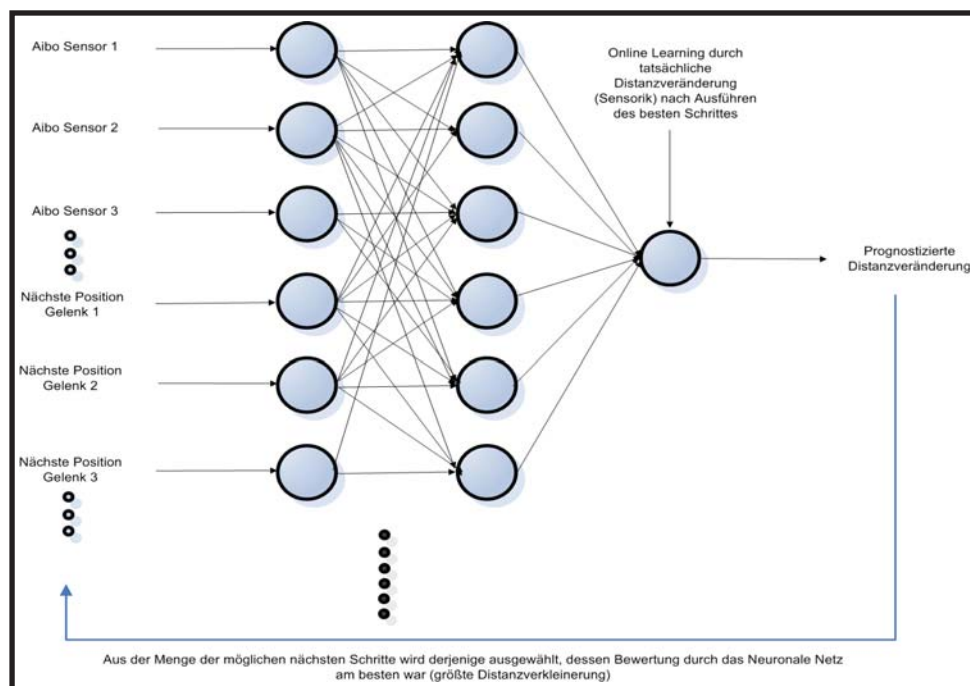 Aibo Sensor 1
Aibo Sensor 2
Aibo Sensor 3
Nächste Position
Gelenk 1
Nächste Position
Gelenk 2
Nächste Position
Gelenk 3
Online Learning durch
tatsächliche
Distanzveränderung
(Sensorik) nach Ausführen
des besten Schrittes
Prognostizierte
Distanzveränderung
Aus der Menge der möglichen nächsten Schritte wird derjenige ausgewählt, dessen Bewertung durch das Neuronale Netz
am besten war (größte Distanzverkleinerung)